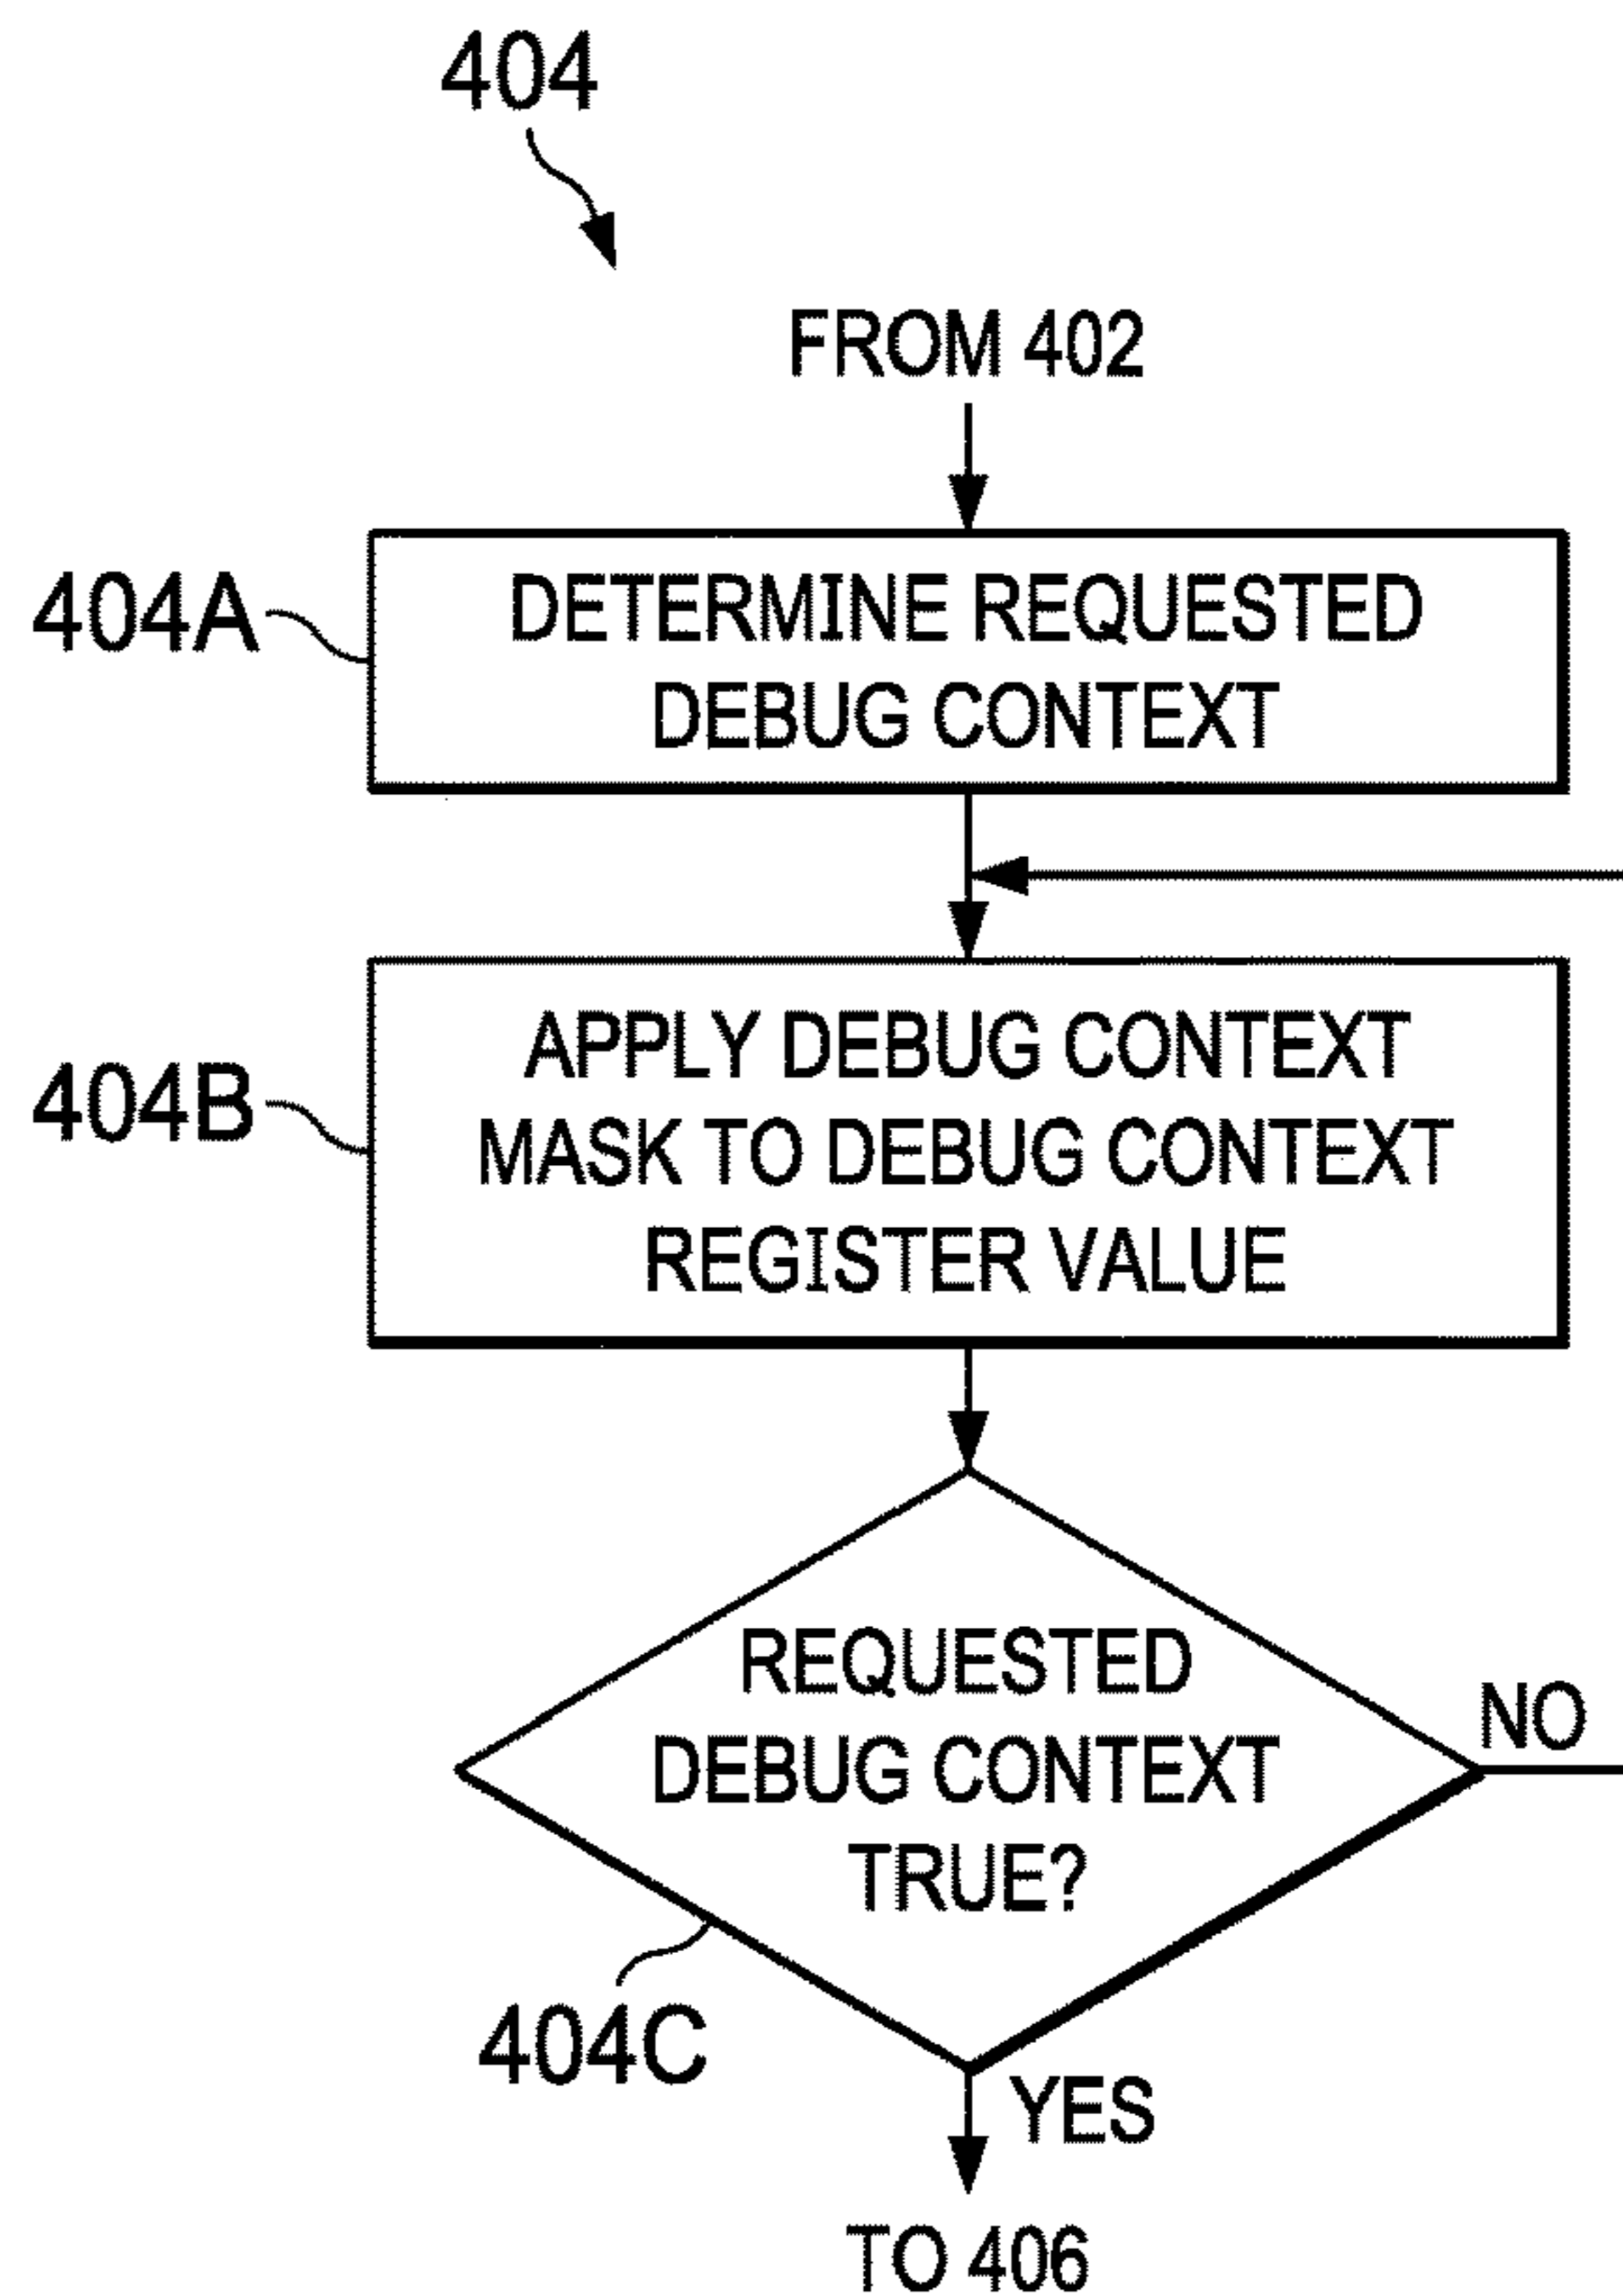 404
FROM 402
404A
DETERMINE REQUESTED
DEBUG CONTEXT
404B
APPLY DEBUG CONTEXT
MASK TO DEBUG CONTEXT
REGISTER VALUE
REQUESTED
DEBUG CONTEXT
TRUE?
NO
404C
YES
TO 406